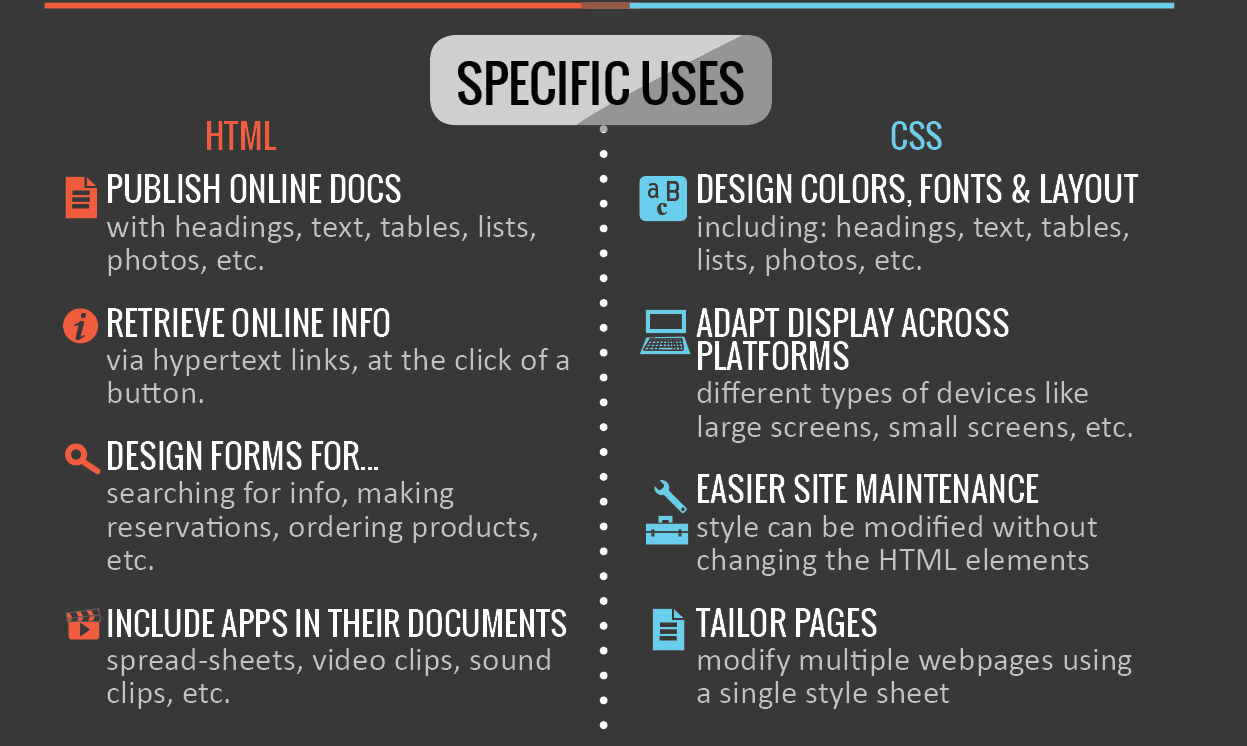 SPECIFIC USES
HTML
PUBLISH ONLINE DOCS
with headings, text, tables, lists,
photos, etc.
RETRIEVE ONLINE INFO
via hypertext links, at the click of a
button.
DESIGN FORMS FOR...
searching for info, making
reservations, ordering products,
etc.
INCLUDE APPS IN THEIR DOCUMENTS
spread-sheets, video clips, sound
clips, etc.
CSS
a B
c
DESIGN COLORS, FONTS & LAYOUT
including: headings, text, tables,
lists, photos, etc.
ADAPT DISPLAY ACROSS
PLATFORMS
different types of devices like
large screens, small screens, etc.
EASIER SITE MAINTENANCE
style can be modified without
changing the HTML elements
TAILOR PAGES
modify multiple webpages using
a single style sheet